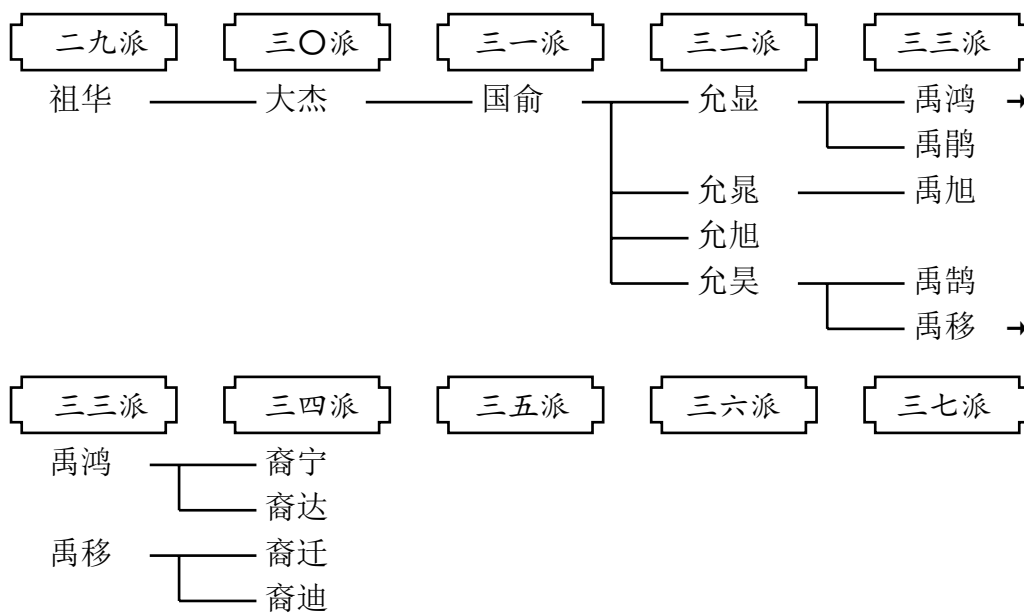 二九派 三〇派 三一派 三二派 三三派
祖华 大杰 国俞 允显 禹鸿
禹鹃
允晁 禹旭
允旭
允昊 禹鹄
禹移
三三派 三四派 三五派 三六派 三七派
禹鸿 裔宁
裔达
禹移 裔迁
裔迪